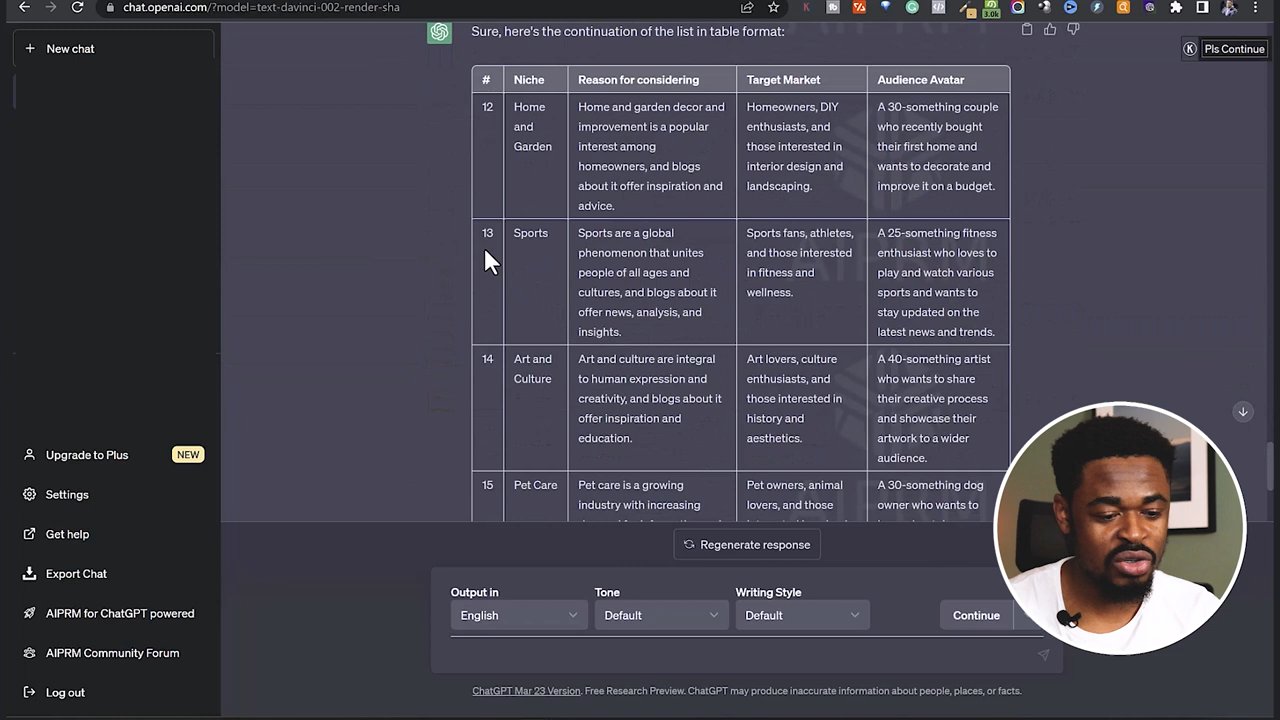 chat.openai.com/?model=text-davinci-002-render-sha
3.0k
New chat
Sure, here's the continuation of the list in table format:
K Pls Continue
# Niche Reason for considering Target Market Audience Avatar
12
Home
and
Garden
Home and garden decor and
improvement is a popular
interest among
homeowners, and blogs
about it offer inspiration and
advice.
Homeowners, DIY
enthusiasts, and
those interested in
interior design and
landscaping.
A 30-something couple
who recently bought
their first home and
wants to decorate and
improve it on a budget.
13
Sports
Sports are a global
phenomenon that unites
people of all ages and
cultures, and blogs about it
offer news, analysis, and
insights.
Sports fans, athletes,
and those interested
in fitness and
wellness.
A 25-something fitness
enthusiast who loves to
play and watch various
sports and wants to
stay updated on the
latest news and trends.
14
Art and
Culture
Art and culture are integral
to human expression and
creativity, and blogs about it
offer inspiration and
education.
Art lovers, culture
enthusiasts, and
those interested in
history and
aesthetics.
A 40-something artist
who wants to share
their creative process
and showcase their
artwork to a wider
audience.
15
Pet Care
Pet care is a growing
industry with increasing
Pet owners, animal
lovers, and those
A 30-something dog
owner who wants to
AIPRM
Upgrade to Plus NEW
Settings
Get help
Export Chat
AIPRM for ChatGPT powered
AIPRM Community Forum
Log out
Regenerate response
Output in Tone Writing Style
English Default Default Continue
ChatGPT Mar 23 Version. Free Research Preview. ChatGPT may produce inaccurate information about people, places, or facts.